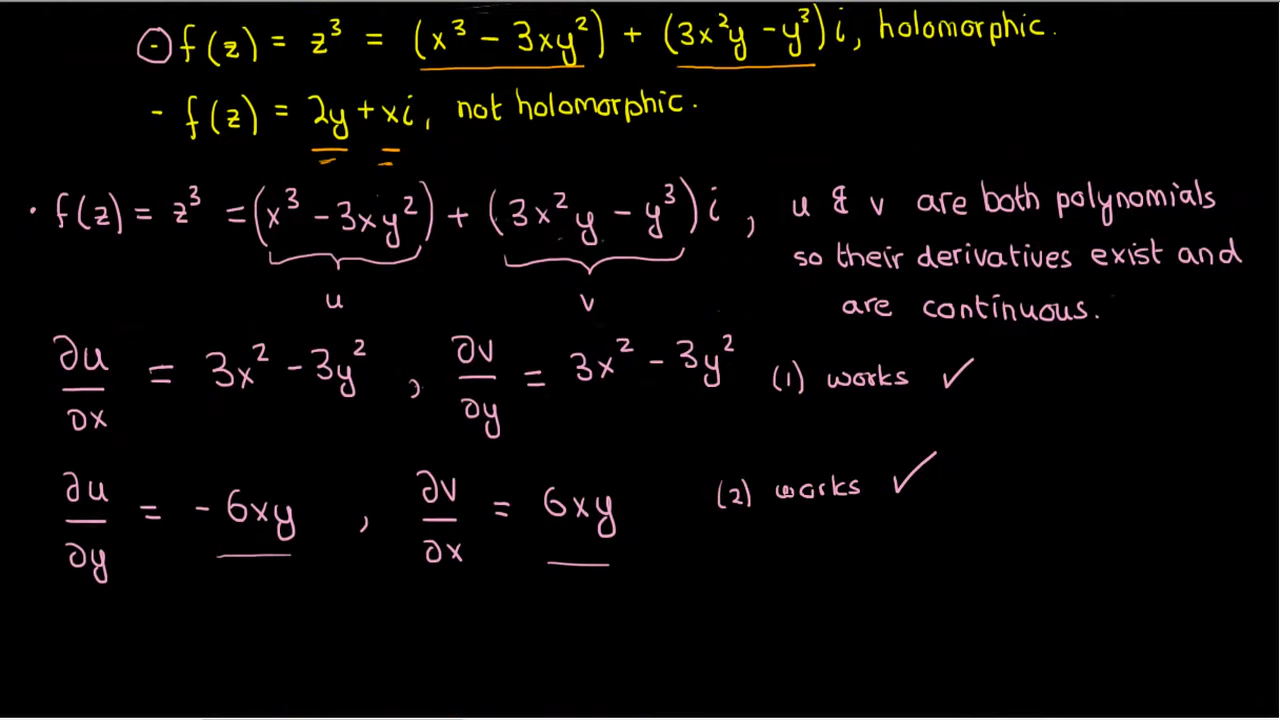 - f(z) = z³ = (x³ - 3xy²) + (3x²y - y³)i, holomorphic.
- f(z) = 2y + xi, not holomorphic.
· f(z) = z³ = (x³ - 3xy²) + (3x²y - y³)i, u & v are both polynomials
so their derivatives exist and
u v are continuous.
∂u/∂x = 3x² - 3y², ∂v/∂y = 3x² - 3y² (1) works ✓
∂u/∂y = - 6xy, ∂v/∂x = 6xy (2) works ✓